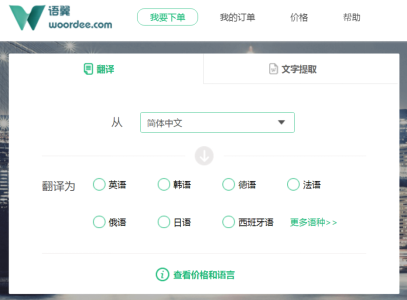 语翼
woordee.com
我要下单 我的订单 价格 帮助
翻译 文字提取
从 简体中文
翻译为 英语 韩语 德语 法语
俄语 日语 西班牙语 更多语种>>
查看价格和语言